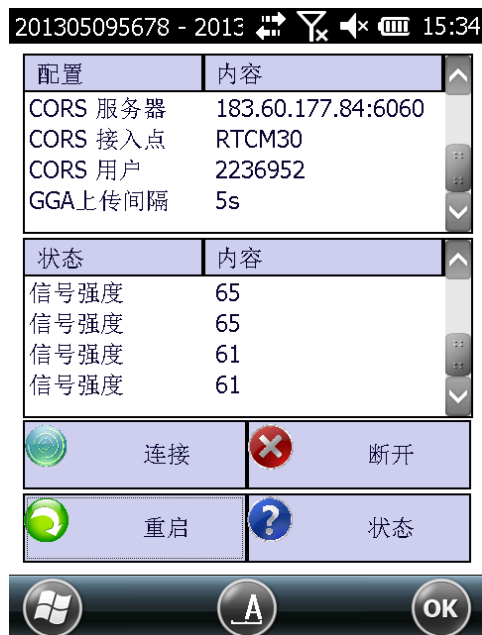 201305095678 - 2013 15:34
配置 内容
CORS 服务器 183.60.177.84:6060
CORS 接入点 RTCM30
CORS 用户 2236952
GGA上传间隔 5s
状态 内容
信号强度 65
信号强度 65
信号强度 61
信号强度 61
连接 断开
重启 状态
A OK